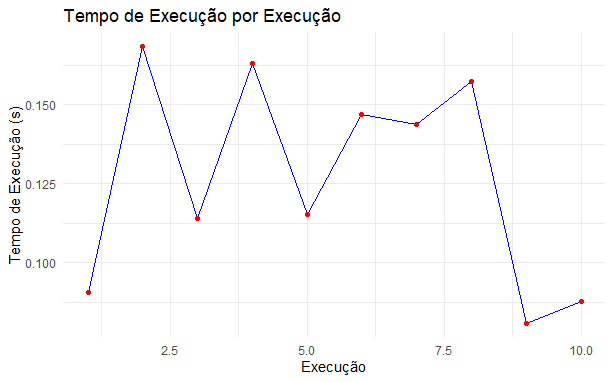 Tempo de Execução por Execução
Tempo de Execução (s)
0.150
0.125
0.100
2.5 5.0 7.5 10.0
Execução